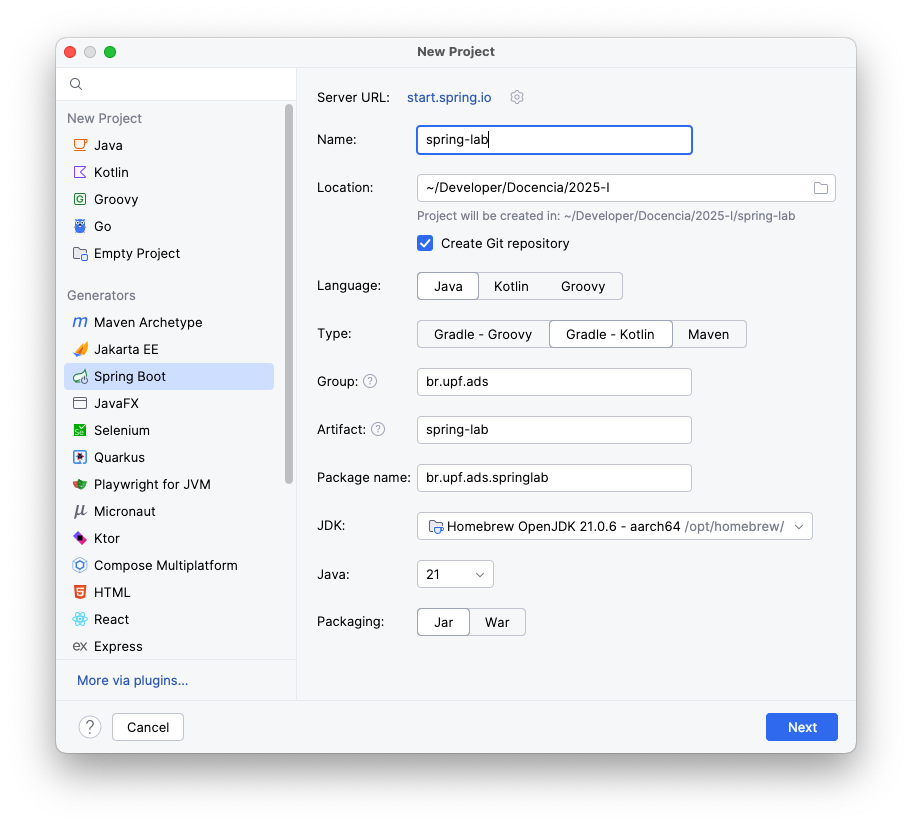 New Project
New Project
Java
Kotlin
Groovy
Go
Empty Project
Generators
Maven Archetype
Jakarta EE
Spring Boot
JavaFX
Selenium
Quarkus
Playwright for JVM
Micronaut
Ktor
Compose Multiplatform
HTML
React
Express
More via plugins...
Server URL: start.spring.io
Name: spring-lab
Location: ~/Developer/Docencia/2025-I
Project will be created in: ~/Developer/Docencia/2025-I/spring-lab
Create Git repository
Language: Java Kotlin Groovy
Type: Gradle - Groovy Gradle - Kotlin Maven
Group: ? br.upf.ads
Artifact: ? spring-lab
Package name: br.upf.ads.springlab
JDK: Homebrew OpenJDK 21.0.6 - aarch64 /opt/homebrew/
Java: 21
Packaging: Jar War
? Cancel Next